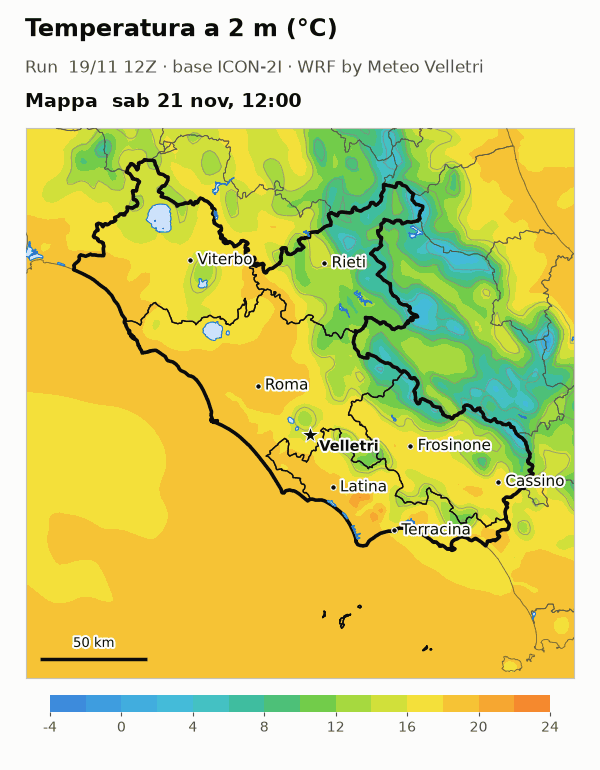 Temperatura a 2 m (°C)
Run 19/11 12Z · base ICON-2I · WRF by Meteo Velletri
Mappa sab 21 nov, 12:00
Viterbo
Rieti
Roma
Velletri
Frosinone
Latina
Cassino
Terracina
50 km
-4 0 4 8 12 16 20 24